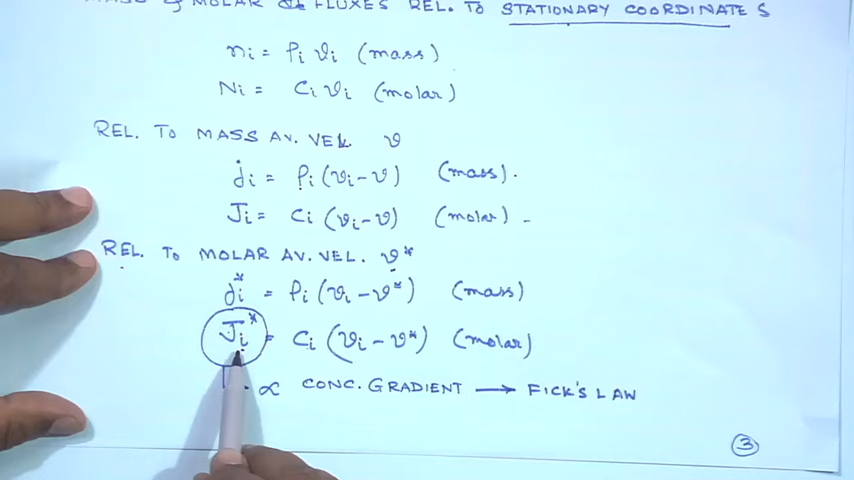 MASS & MOLAR FLUXES REL. TO STATIONARY COORDINATES
ni = ρi vi (mass)
Ni = Ci vi (molar)
REL. TO MASS AV. VEL. v
ji = ρi (vi - v) (mass).
Ji = Ci (vi - v) (molar) -
REL. TO MOLAR AV. VEL. v*
ji* = ρi (vi - v*) (mass)
Ji* = Ci (vi - v*) (molar)
∝ CONC. GRADIENT → FICK'S LAW
3